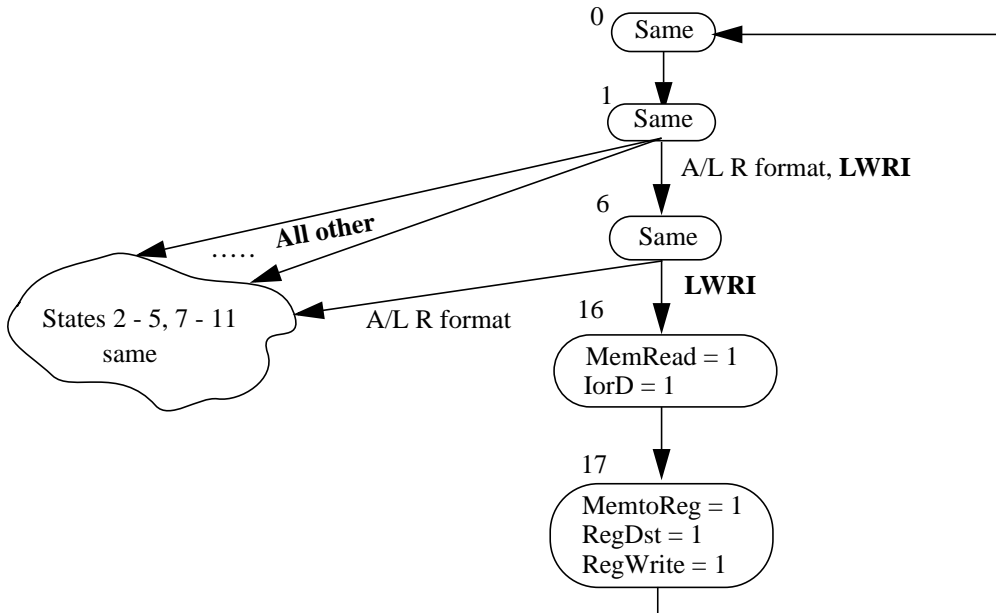 0
Same
1
Same
A/L R format, LWRI
6
Same
All other
.....
LWRI
States 2 - 5, 7 - 11
same
A/L R format
16
MemRead = 1
IorD = 1
17
MemtoReg = 1
RegDst = 1
RegWrite = 1